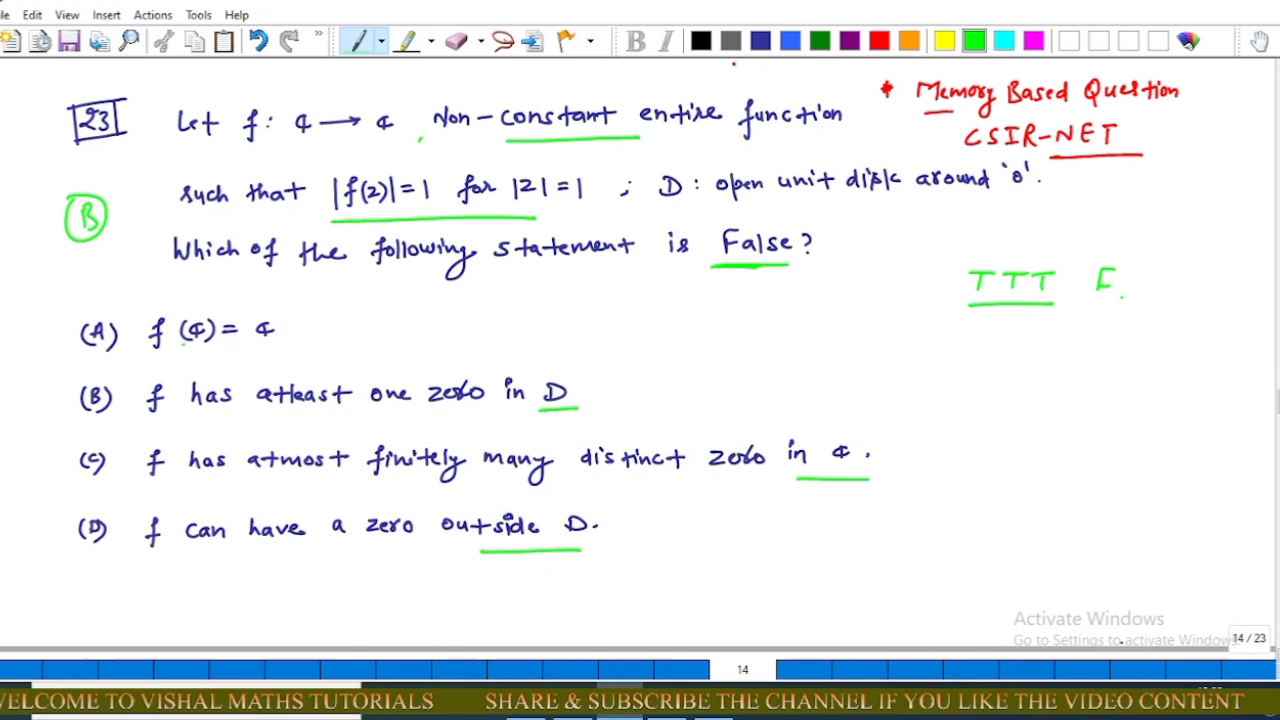 Edit View Insert Actions Tools Help
* Memory Based Question
CSIR-NET
23 Let f: ¢ → ¢ Non-constant entire function
such that |f(z)|=1 for |z|=1 ; D: open unit disk around '0'.
B
Which of the following statement is False?
T T T F.
(A) f(¢) = ¢
(B) f has atleast one zero in D
(C) f has atmost finitely many distinct zero in ¢.
(D) f can have a zero outside D.
Activate Windows
Go to Settings to activate Windows.
14/23
14
WELCOME TO VISHAL MATHS TUTORIALS SHARE & SUBSCRIBE THE CHANNEL IF YOU LIKE THE VIDEO CONTENT